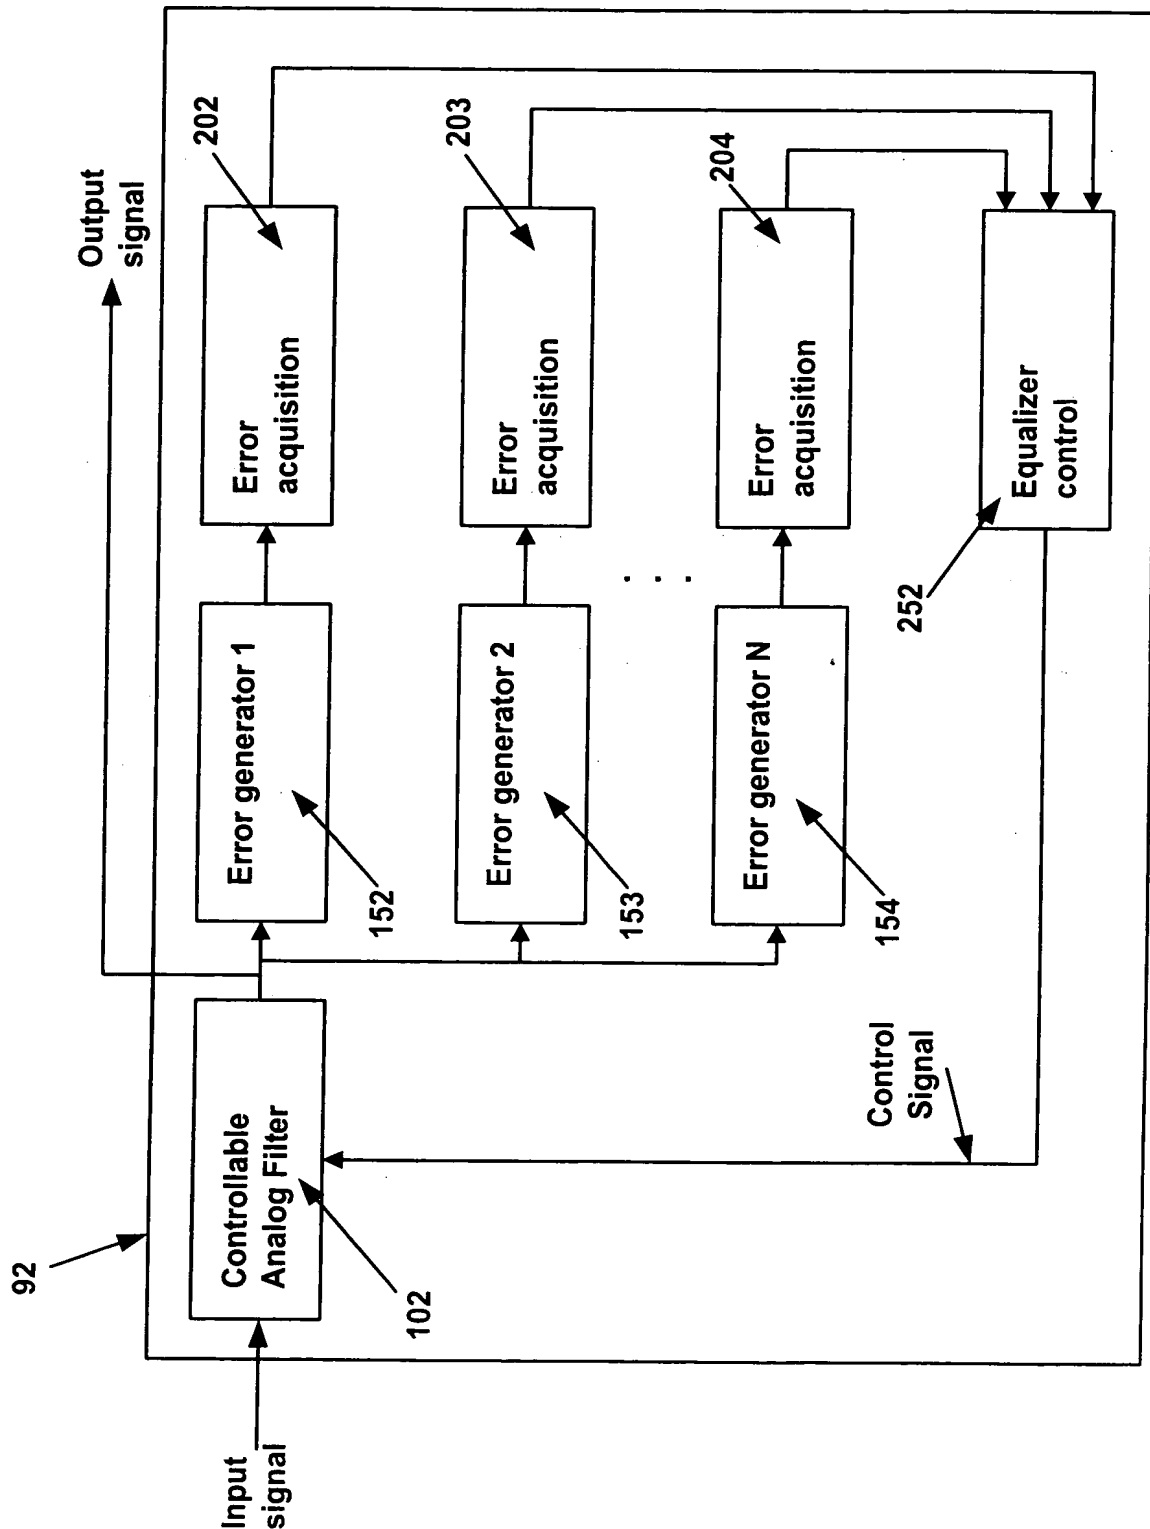 92
Input
signal
Controllable
Analog Filter
102
Output
signal
Error generator 1
152
Error
acquisition
202
Error generator 2
153
Error
acquisition
203
. . .
Error generator N
154
Error
acquisition
204
Control
Signal
Equalizer
control
252